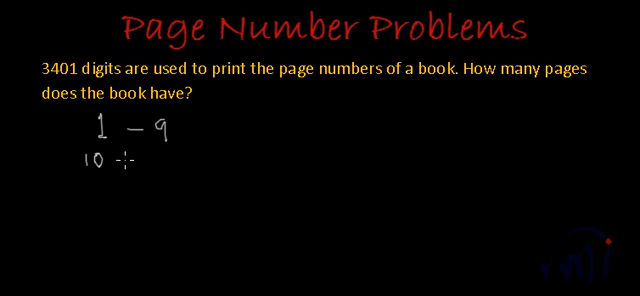 Page Number Problems
3401 digits are used to print the page numbers of a book. How many pages
does the book have?
1 – 9
10